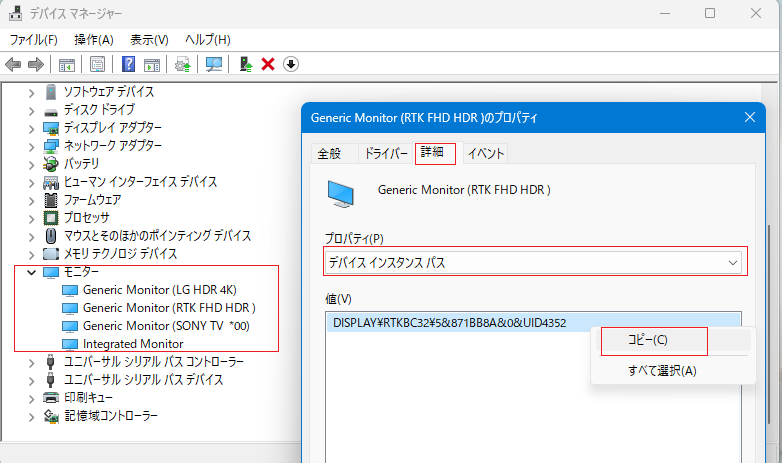 デバイス マネージャー
ファイル(F) 操作(A) 表示(V) ヘルプ(H)
ソフトウェア デバイス
ディスク ドライブ
ディスプレイ アダプター
ネットワーク アダプター
バッテリ
ヒューマン インターフェイス デバイス
ファームウェア
プロセッサ
マウスとそのほかのポインティング デバイス
メモリ テクノロジ デバイス
モニター
Generic Monitor (LG HDR 4K)
Generic Monitor (RTK FHD HDR )
Generic Monitor (SONY TV  *00)
Integrated Monitor
ユニバーサル シリアル バス コントローラー
ユニバーサル シリアル バス デバイス
印刷キュー
記憶域コントローラー
Generic Monitor (RTK FHD HDR )のプロパティ
全般 ドライバー 詳細 イベント
Generic Monitor (RTK FHD HDR )
プロパティ(P)
デバイス インスタンス パス
値(V)
DISPLAY¥RTKBC32¥5&871BB8A&0&UID4352
コピー(C)
すべて選択(A)